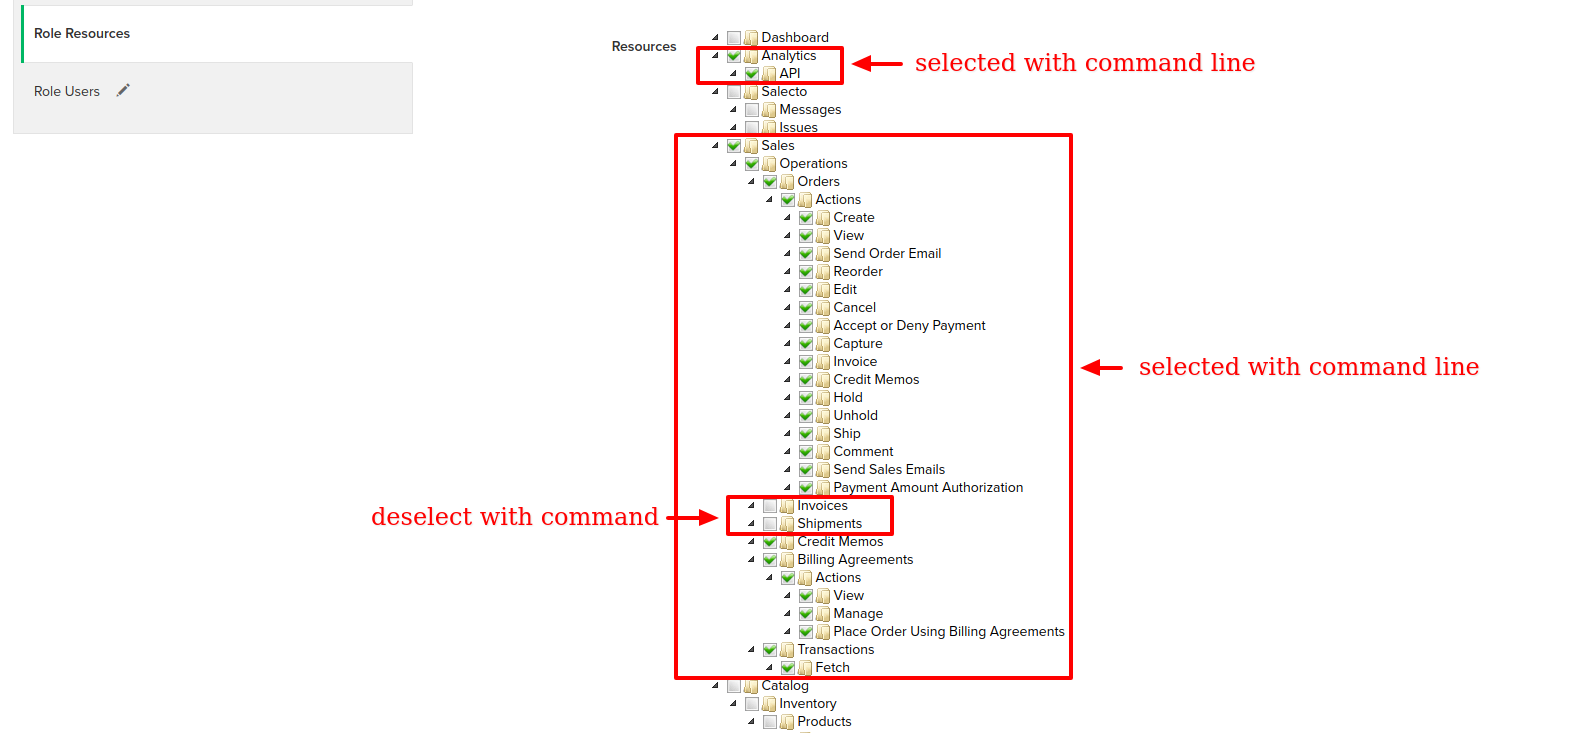 Role Resources
Role Users
Resources
Dashboard
Analytics
API
selected with command line
Salecto
Messages
Issues
Sales
Operations
Orders
Actions
Create
View
Send Order Email
Reorder
Edit
Cancel
Accept or Deny Payment
Capture
Invoice
selected with command line
Credit Memos
Hold
Unhold
Ship
Comment
Send Sales Emails
Payment Amount Authorization
Invoices
deselect with command
Shipments
Credit Memos
Billing Agreements
Actions
View
Manage
Place Order Using Billing Agreements
Transactions
Fetch
Catalog
Inventory
Products